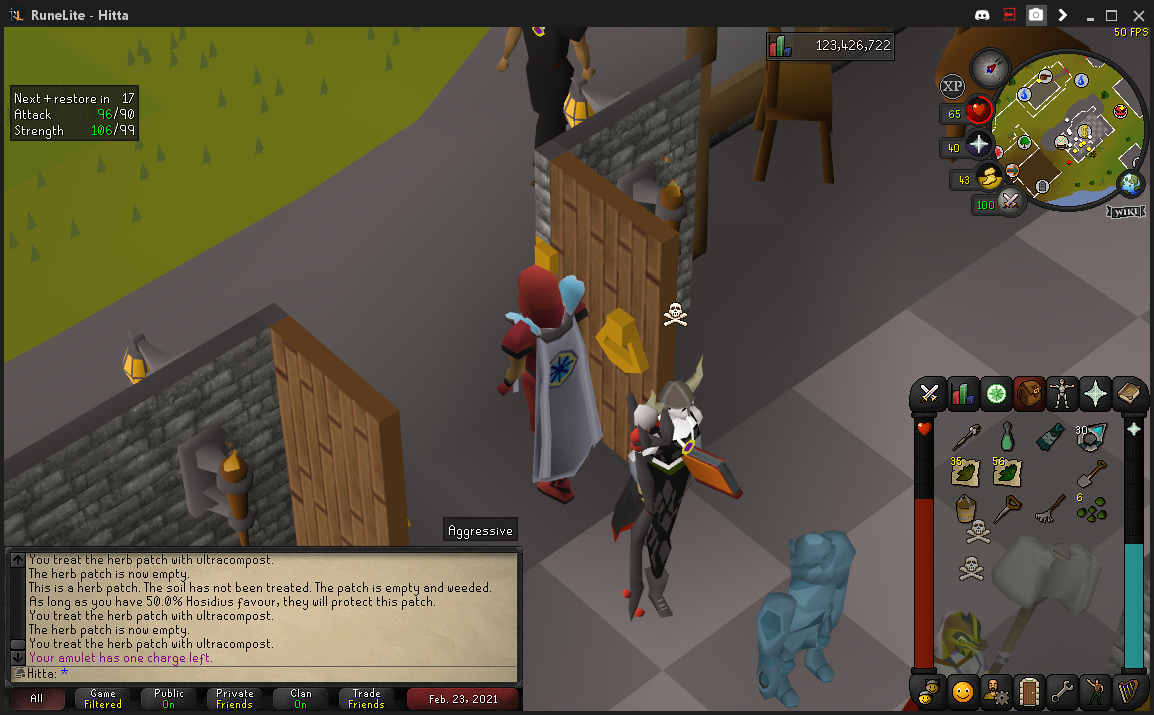 RuneLite - Hitta
50 FPS
123,426,722
Next + restore in 17
Attack 96/90
Strength 106/99
XP
65
40
43
100
WIKI
30
35
56
6
Aggressive
You treat the herb patch with ultracompost.
The herb patch is now empty.
This is a herb patch. The soil has not been treated. The patch is empty and weeded.
As long as you have 50.0% Hosidius favour, they will protect this patch.
You treat the herb patch with ultracompost.
The herb patch is now empty.
You treat the herb patch with ultracompost.
Your amulet has one charge left.
Hitta: *
All
Game
Filtered
Public
On
Private
Friends
Clan
On
Trade
Friends
Feb. 23, 2021